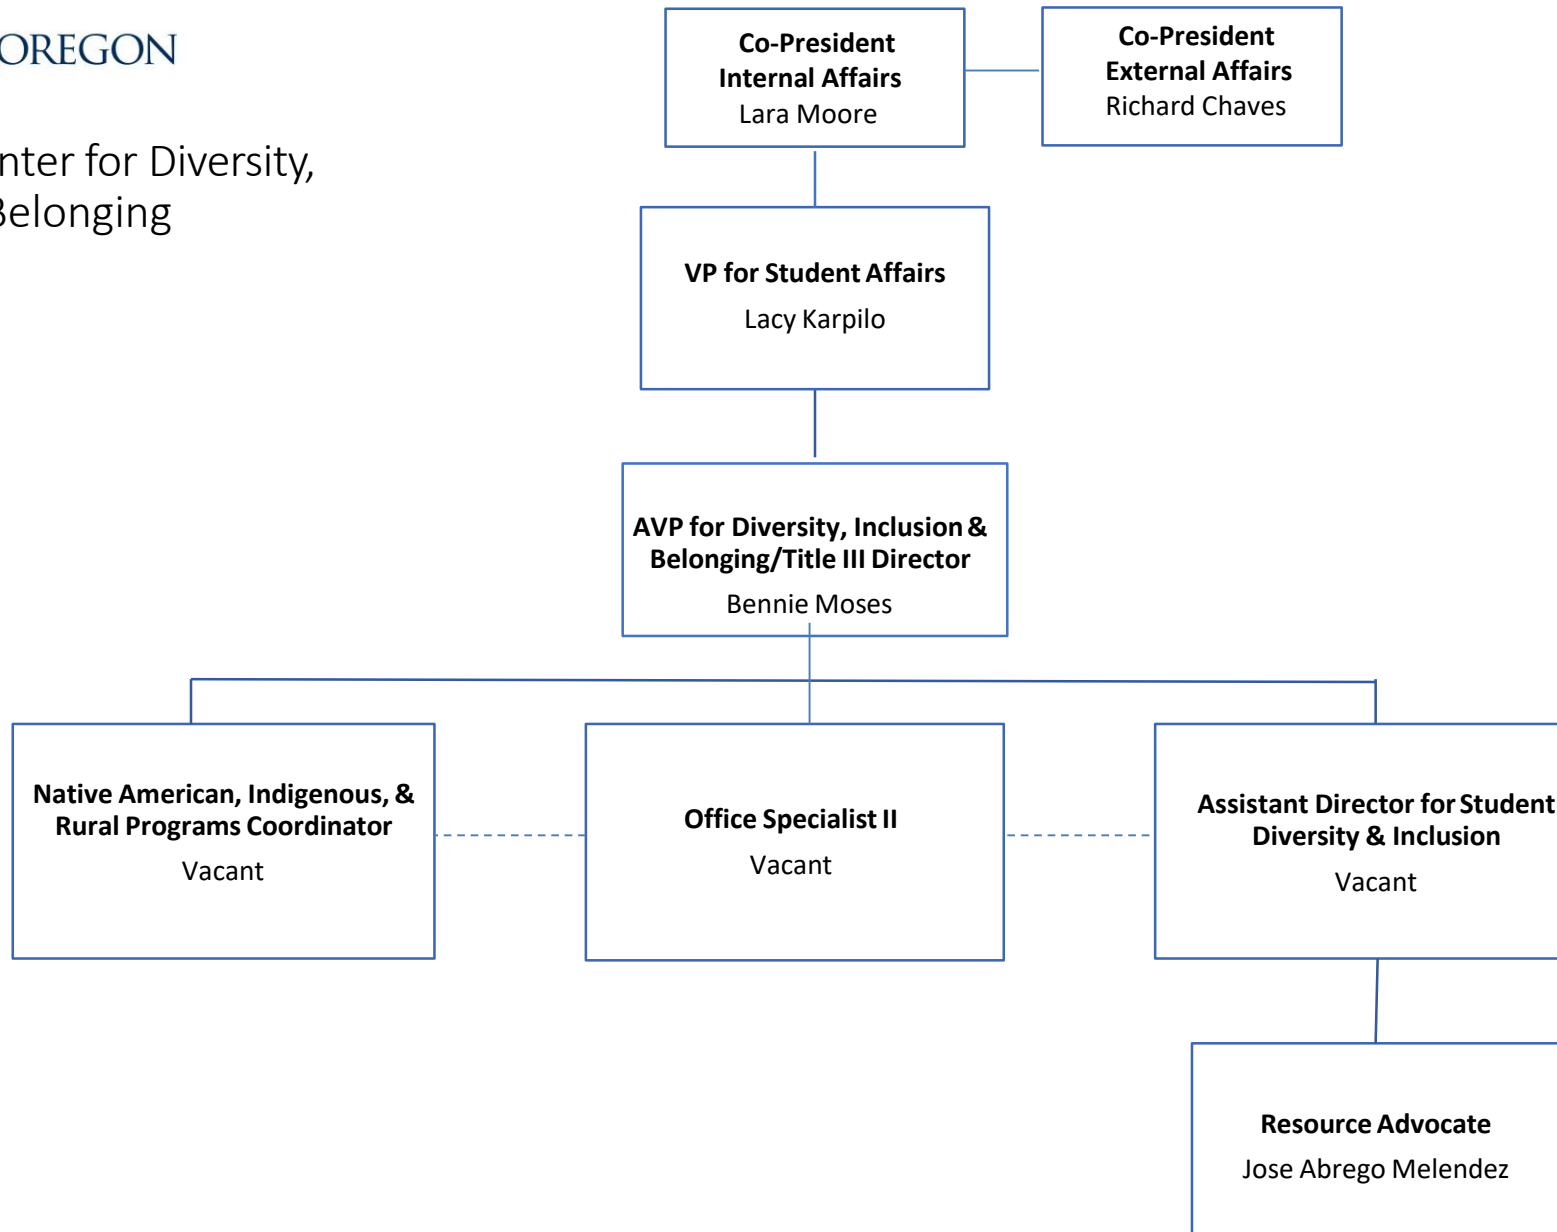 OREGON
nter for Diversity,
Belonging
Co-President
Internal Affairs
Lara Moore
Co-President
External Affairs
Richard Chaves
VP for Student Affairs
Lacy Karpilo
AVP for Diversity, Inclusion &
Belonging/Title III Director
Bennie Moses
Native American, Indigenous, &
Rural Programs Coordinator
Vacant
Office Specialist II
Vacant
Assistant Director for Student
Diversity & Inclusion
Vacant
Resource Advocate
Jose Abrego Melendez